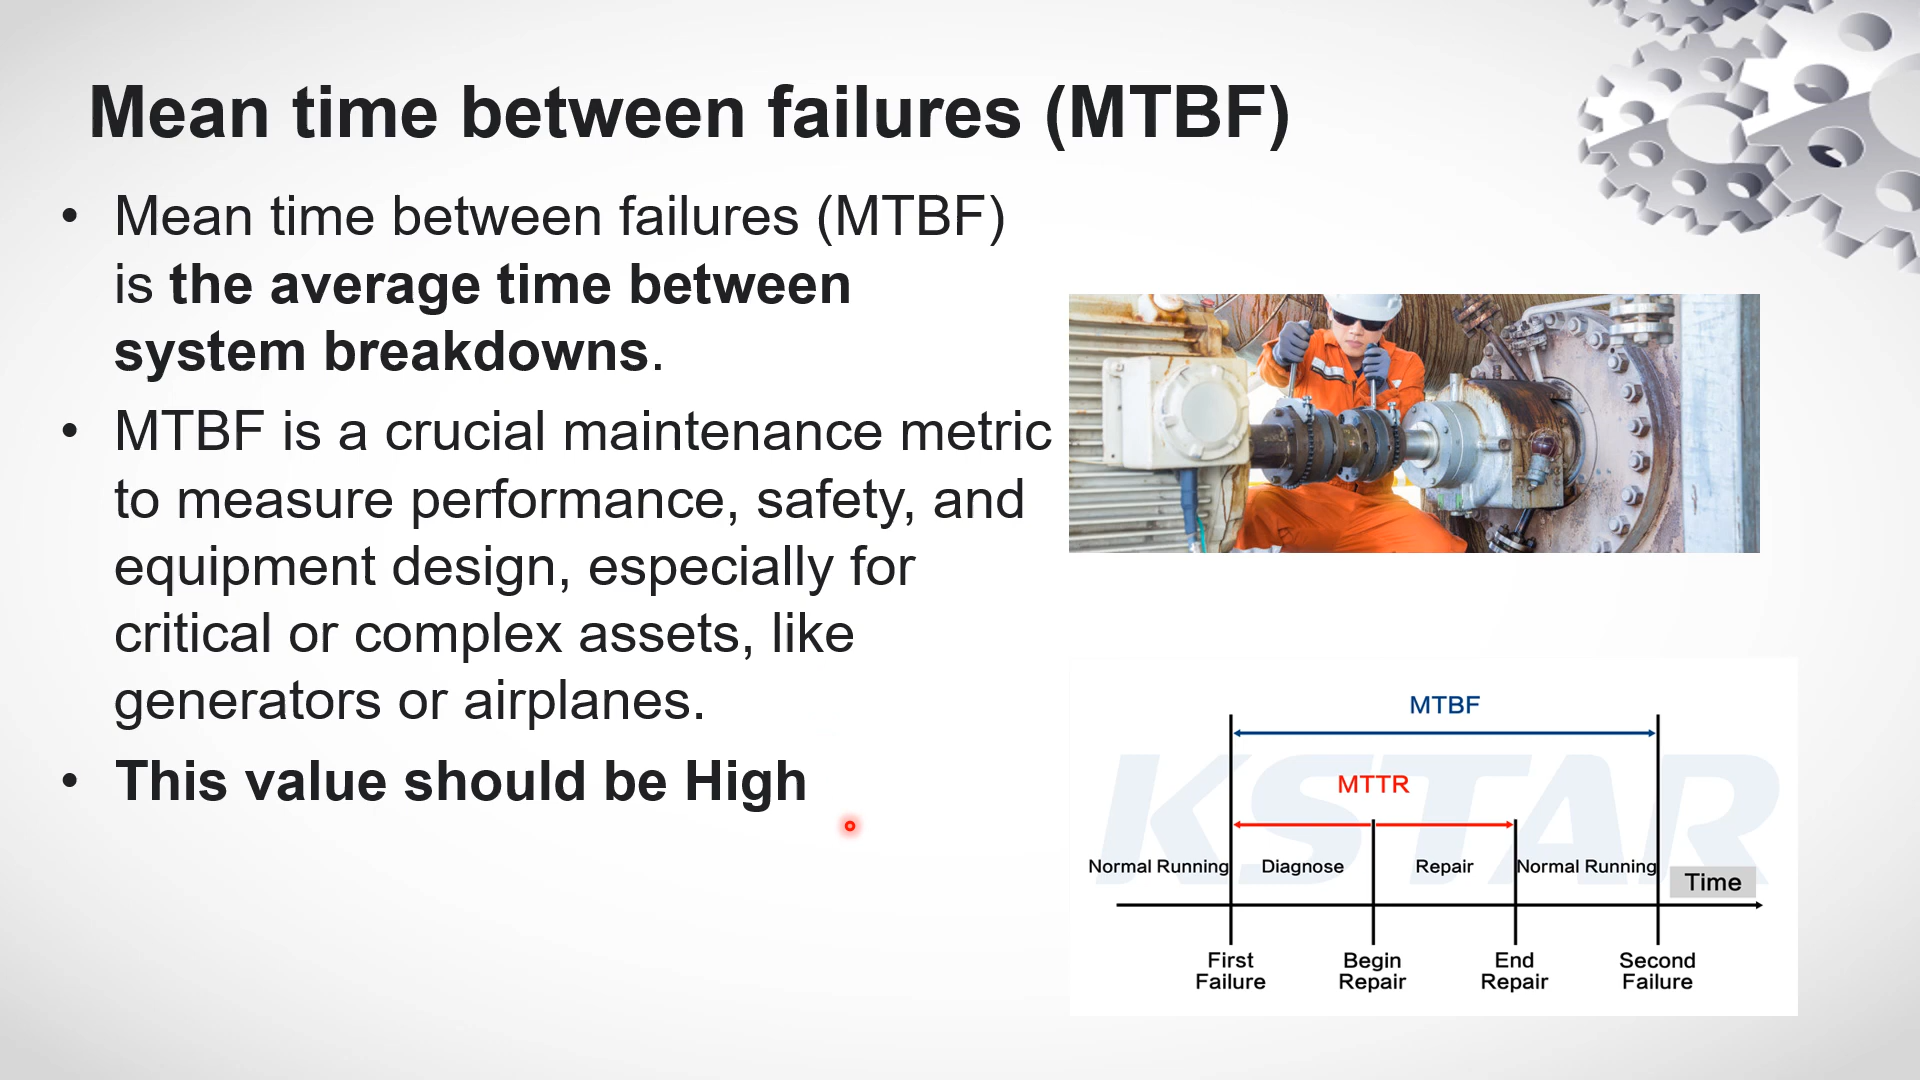 Mean time between failures (MTBF)
• Mean time between failures (MTBF)
is the average time between
system breakdowns.
• MTBF is a crucial maintenance metric
to measure performance, safety, and
equipment design, especially for
critical or complex assets, like
generators or airplanes.
• This value should be High
KSTAR
MTBF
MTTR
Normal Running Diagnose Repair Normal Running
Time
First Begin End Second
Failure Repair Repair Failure